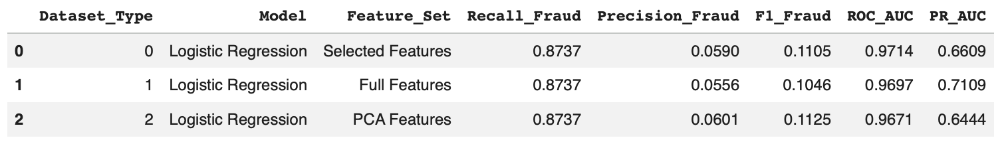 Dataset_Type Model Feature_Set Recall_Fraud Precision_Fraud F1_Fraud ROC_AUC PR_AUC
0 0 Logistic Regression Selected Features 0.8737 0.0590 0.1105 0.9714 0.6609
1 1 Logistic Regression Full Features 0.8737 0.0556 0.1046 0.9697 0.7109
2 2 Logistic Regression PCA Features 0.8737 0.0601 0.1125 0.9671 0.6444